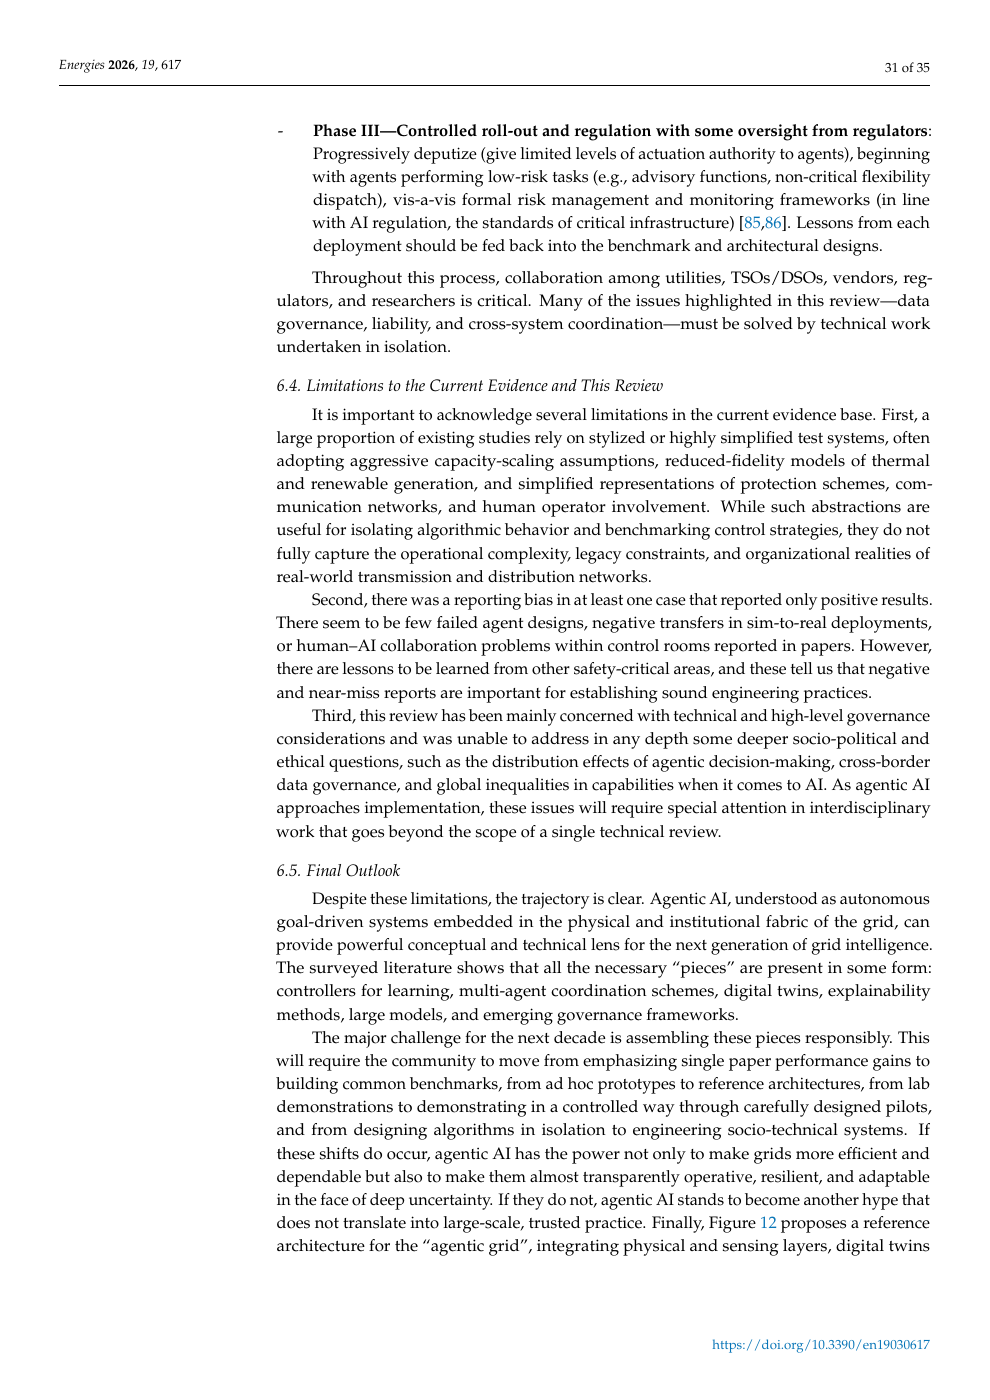 Energies 2026, 19, 617
31 of 35
- Phase III—Controlled roll-out and regulation with some oversight from regulators:
Progressively deputize (give limited levels of actuation authority to agents), beginning
with agents performing low-risk tasks (e.g., advisory functions, non-critical flexibility
dispatch), vis-a-vis formal risk management and monitoring frameworks (in line
with AI regulation, the standards of critical infrastructure) [85,86]. Lessons from each
deployment should be fed back into the benchmark and architectural designs.
Throughout this process, collaboration among utilities, TSOs/DSOs, vendors, reg-
ulators, and researchers is critical. Many of the issues highlighted in this review—data
governance, liability, and cross-system coordination—must be solved by technical work
undertaken in isolation.
6.4. Limitations to the Current Evidence and This Review
It is important to acknowledge several limitations in the current evidence base. First, a
large proportion of existing studies rely on stylized or highly simplified test systems, often
adopting aggressive capacity-scaling assumptions, reduced-fidelity models of thermal
and renewable generation, and simplified representations of protection schemes, com-
munication networks, and human operator involvement. While such abstractions are
useful for isolating algorithmic behavior and benchmarking control strategies, they do not
fully capture the operational complexity, legacy constraints, and organizational realities of
real-world transmission and distribution networks.
Second, there was a reporting bias in at least one case that reported only positive results.
There seem to be few failed agent designs, negative transfers in sim-to-real deployments,
or human–AI collaboration problems within control rooms reported in papers. However,
there are lessons to be learned from other safety-critical areas, and these tell us that negative
and near-miss reports are important for establishing sound engineering practices.
Third, this review has been mainly concerned with technical and high-level governance
considerations and was unable to address in any depth some deeper socio-political and
ethical questions, such as the distribution effects of agentic decision-making, cross-border
data governance, and global inequalities in capabilities when it comes to AI. As agentic AI
approaches implementation, these issues will require special attention in interdisciplinary
work that goes beyond the scope of a single technical review.
6.5. Final Outlook
Despite these limitations, the trajectory is clear. Agentic AI, understood as autonomous
goal-driven systems embedded in the physical and institutional fabric of the grid, can
provide powerful conceptual and technical lens for the next generation of grid intelligence.
The surveyed literature shows that all the necessary “pieces” are present in some form:
controllers for learning, multi-agent coordination schemes, digital twins, explainability
methods, large models, and emerging governance frameworks.
The major challenge for the next decade is assembling these pieces responsibly. This
will require the community to move from emphasizing single paper performance gains to
building common benchmarks, from ad hoc prototypes to reference architectures, from lab
demonstrations to demonstrating in a controlled way through carefully designed pilots,
and from designing algorithms in isolation to engineering socio-technical systems. If
these shifts do occur, agentic AI has the power not only to make grids more efficient and
dependable but also to make them almost transparently operative, resilient, and adaptable
in the face of deep uncertainty. If they do not, agentic AI stands to become another hype that
does not translate into large-scale, trusted practice. Finally, Figure 12 proposes a reference
architecture for the “agentic grid”, integrating physical and sensing layers, digital twins
https://doi.org/10.3390/en19030617